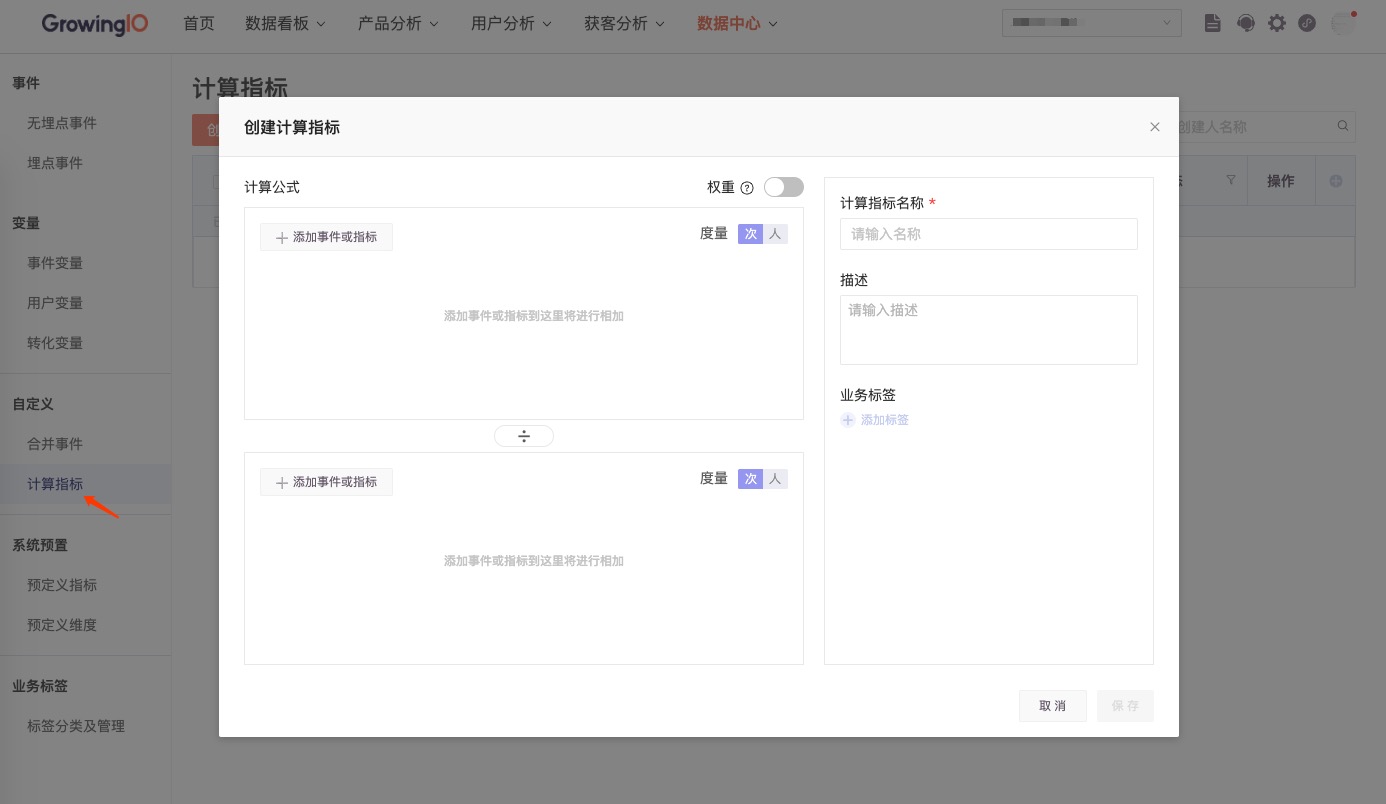 GrowingIO 首页 数据看板 产品分析 用户分析 获客分析 数据中心
事件
无埋点事件
埋点事件
变量
事件变量
用户变量
转化变量
自定义
合并事件
计算指标
系统预置
预定义指标
预定义维度
业务标签
标签分类及管理
计算指标
创
创建人名称
操作
创建计算指标
计算公式
权重
添加事件或指标
度量 次 人
添加事件或指标到这里将进行相加
÷
添加事件或指标
度量 次 人
添加事件或指标到这里将进行相加
计算指标名称 *
请输入名称
描述
请输入描述
业务标签
添加标签
取消
保存